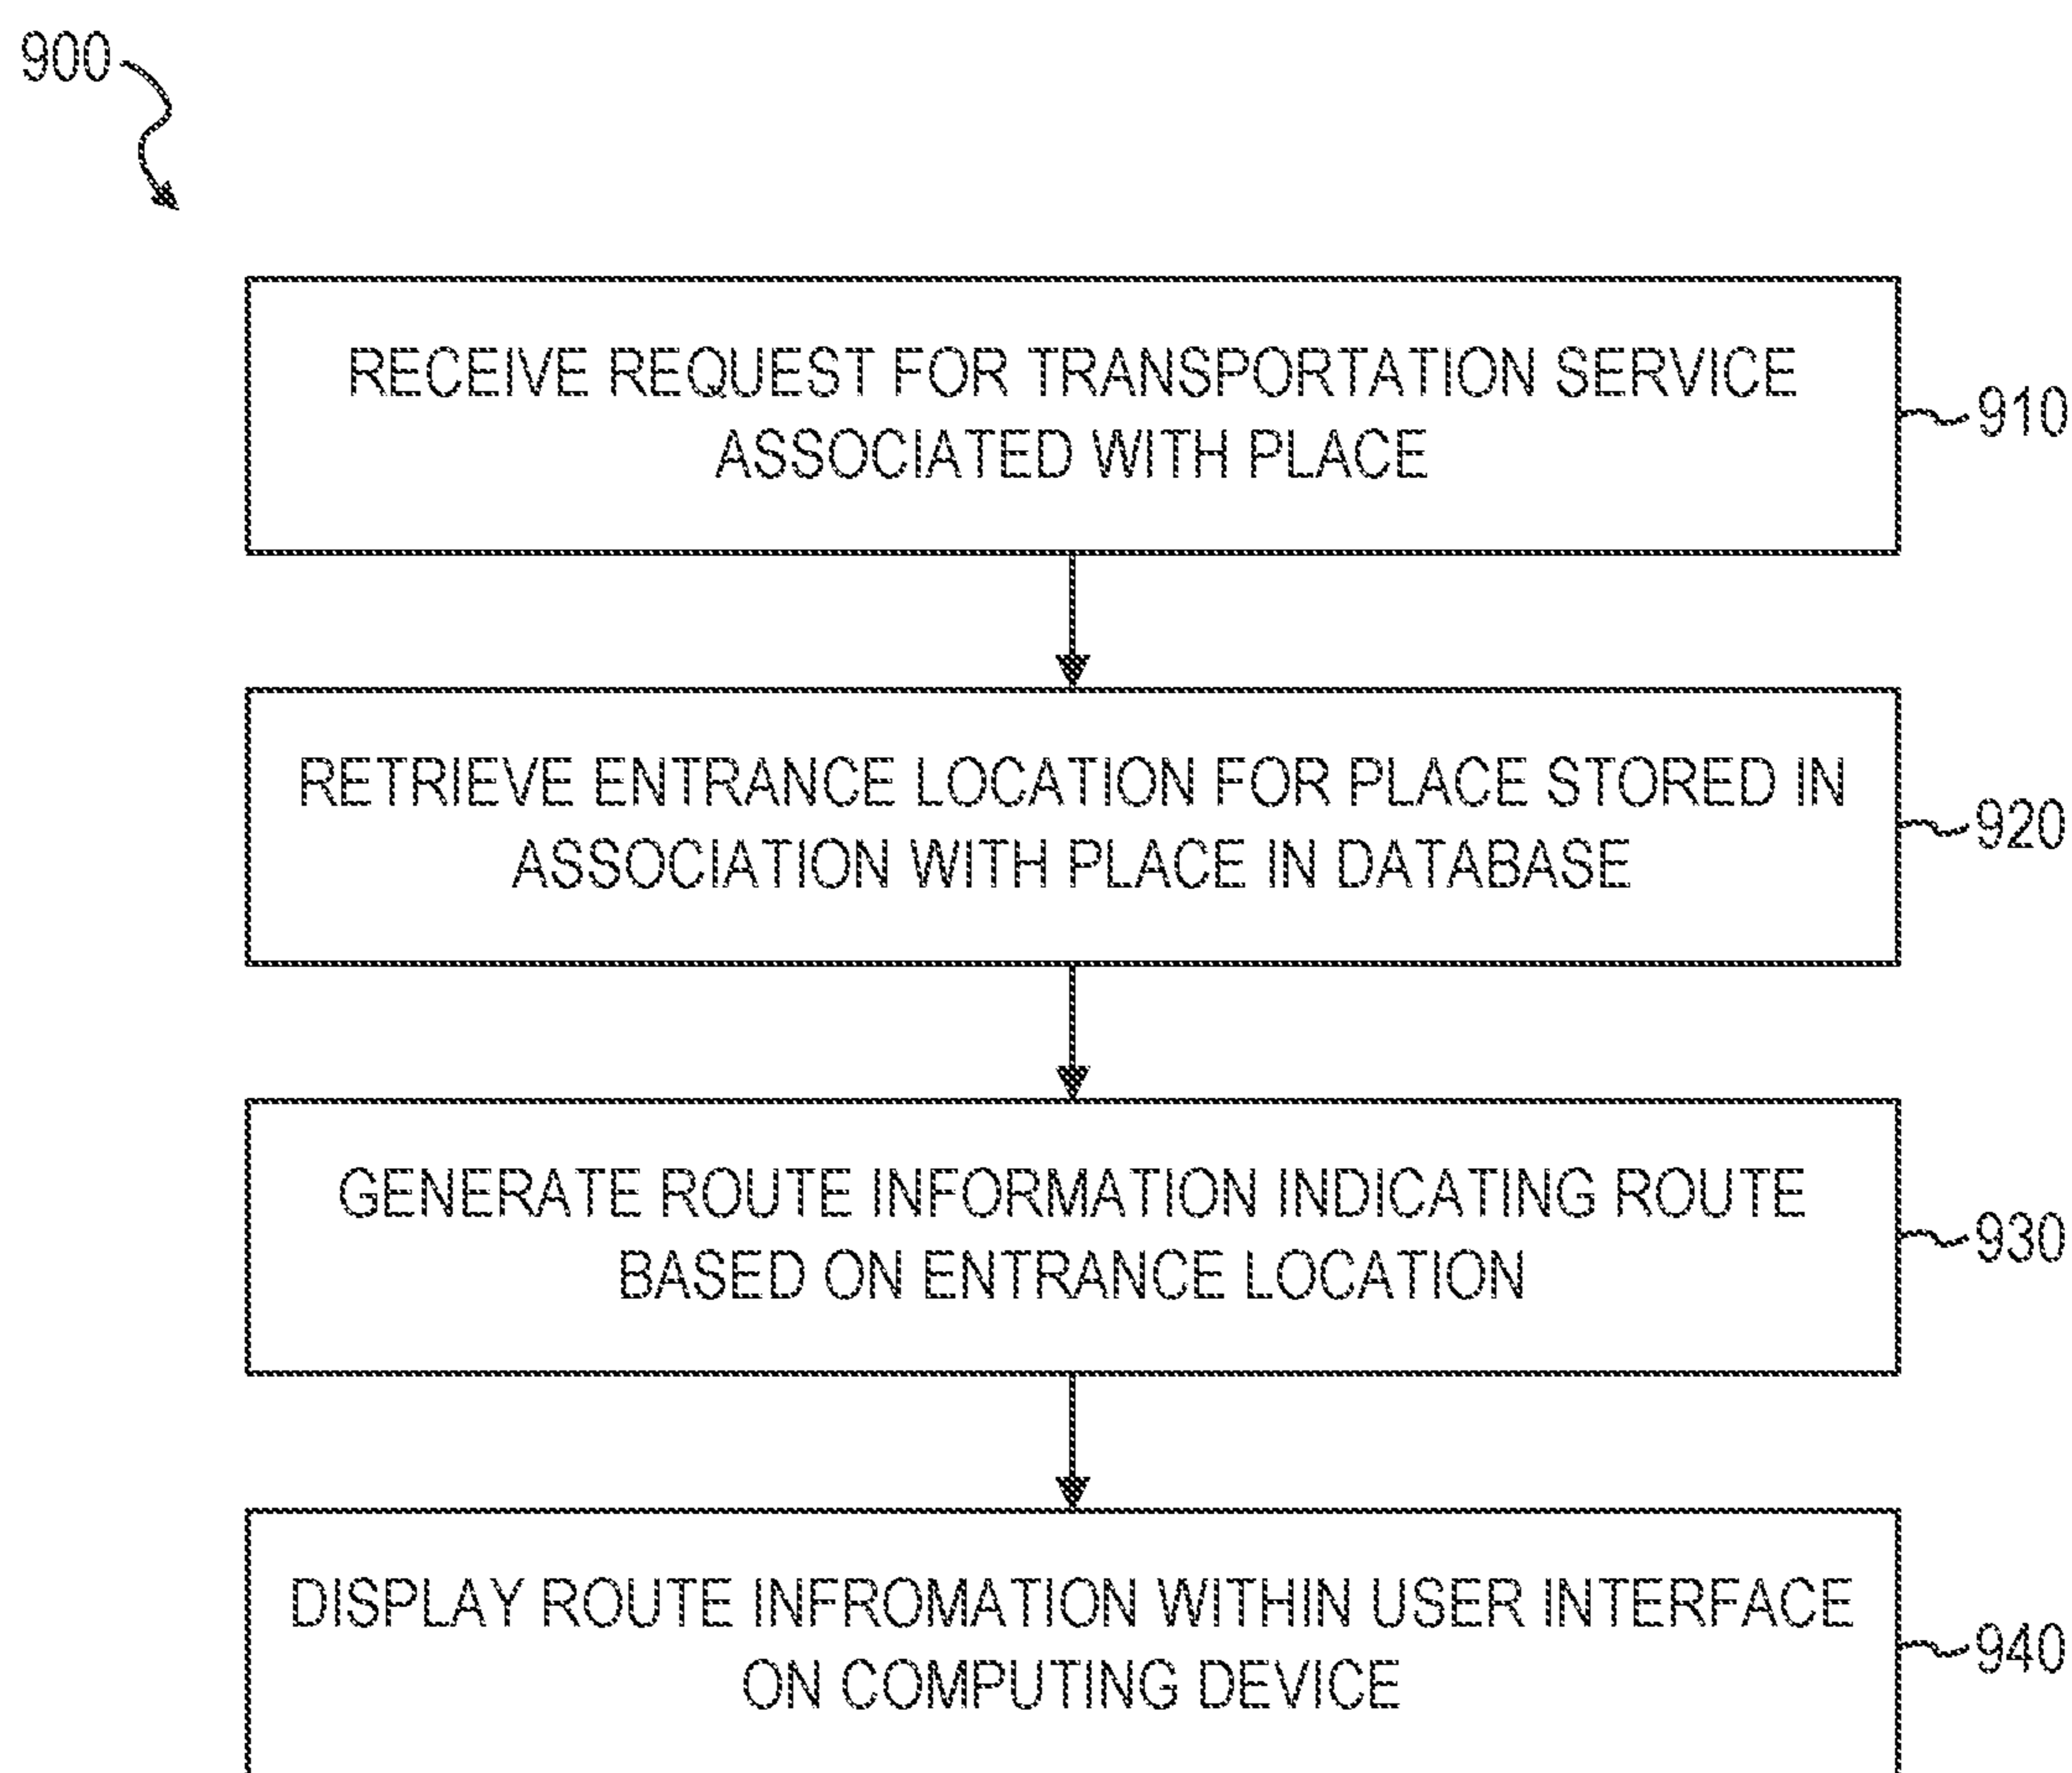 900
RECEIVE REQUEST FOR TRANSPORTATION SERVICE
ASSOCIATED WITH PLACE
910
RETRIEVE ENTRANCE LOCATION FOR PLACE STORED IN
ASSOCIATION WITH PLACE IN DATABASE
920
GENERATE ROUTE INFORMATION INDICATING ROUTE
BASED ON ENTRANCE LOCATION
930
DISPLAY ROUTE INFROMATION WITHIN USER INTERFACE
ON COMPUTING DEVICE
940